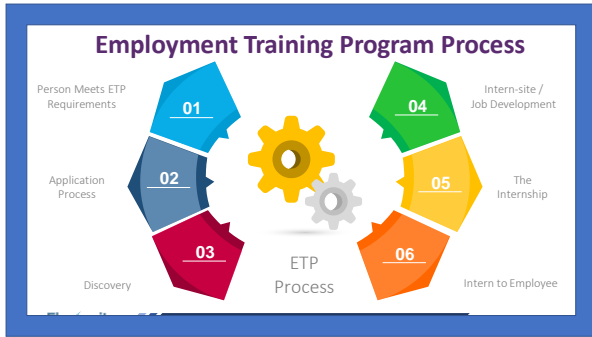 Employment Training Program Process
Person Meets ETP
Requirements
01
Application
Process
02
Discovery
03
04
Intern-site /
Job Development
05
The
Internship
06
Intern to Employee
ETP
Process